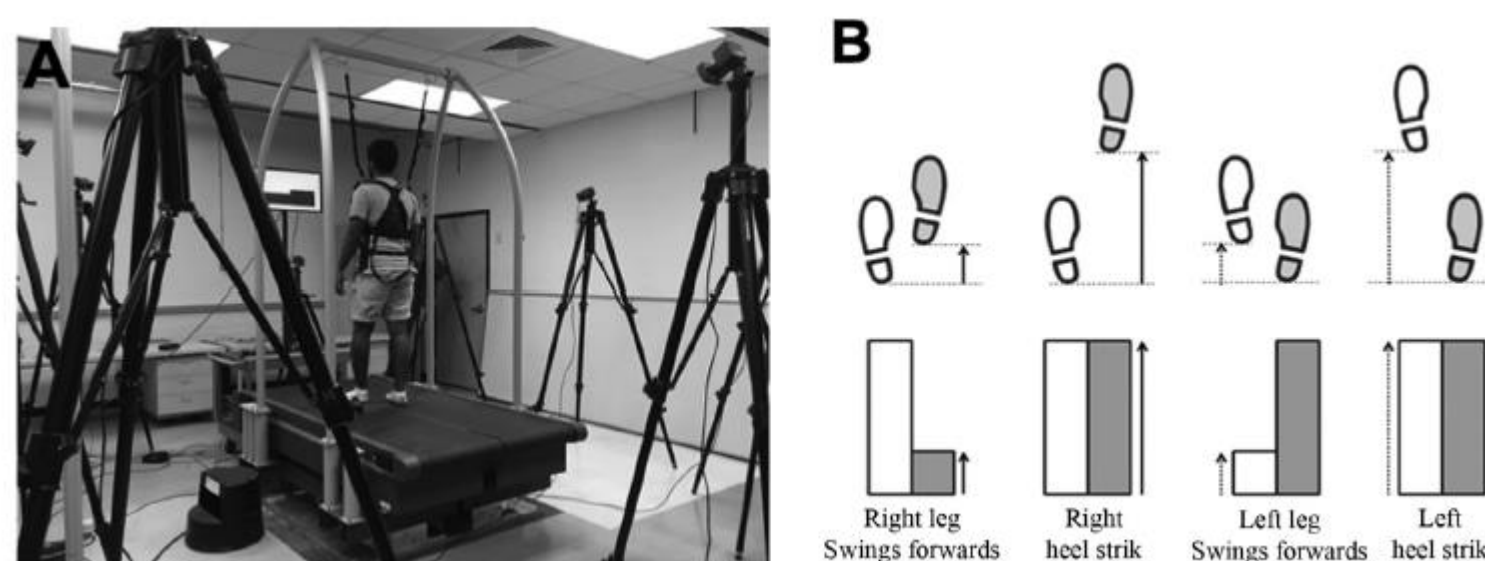 A
B
Right leg
Swings forwards
Right
heel strik
Left leg
Swings forwards
Left
heel strik